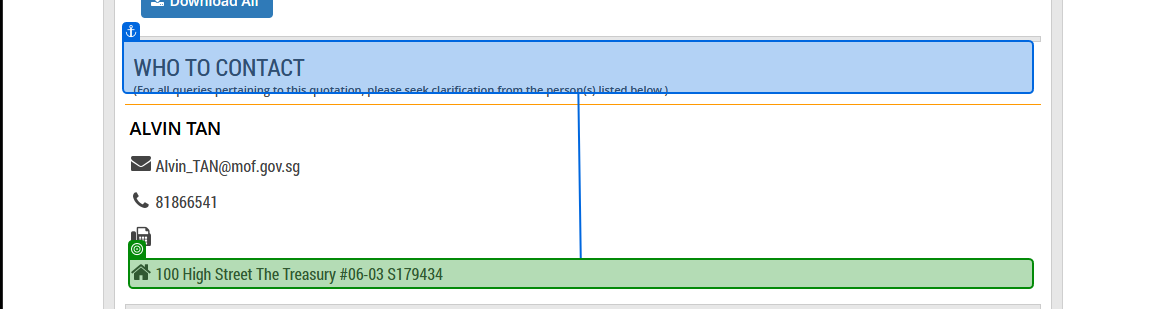 Download All
WHO TO CONTACT
(For all queries pertaining to this quotation, please seek clarification from the person(s) listed below.)
ALVIN TAN
Alvin_TAN@mof.gov.sg
81866541
100 High Street The Treasury #06-03 S179434